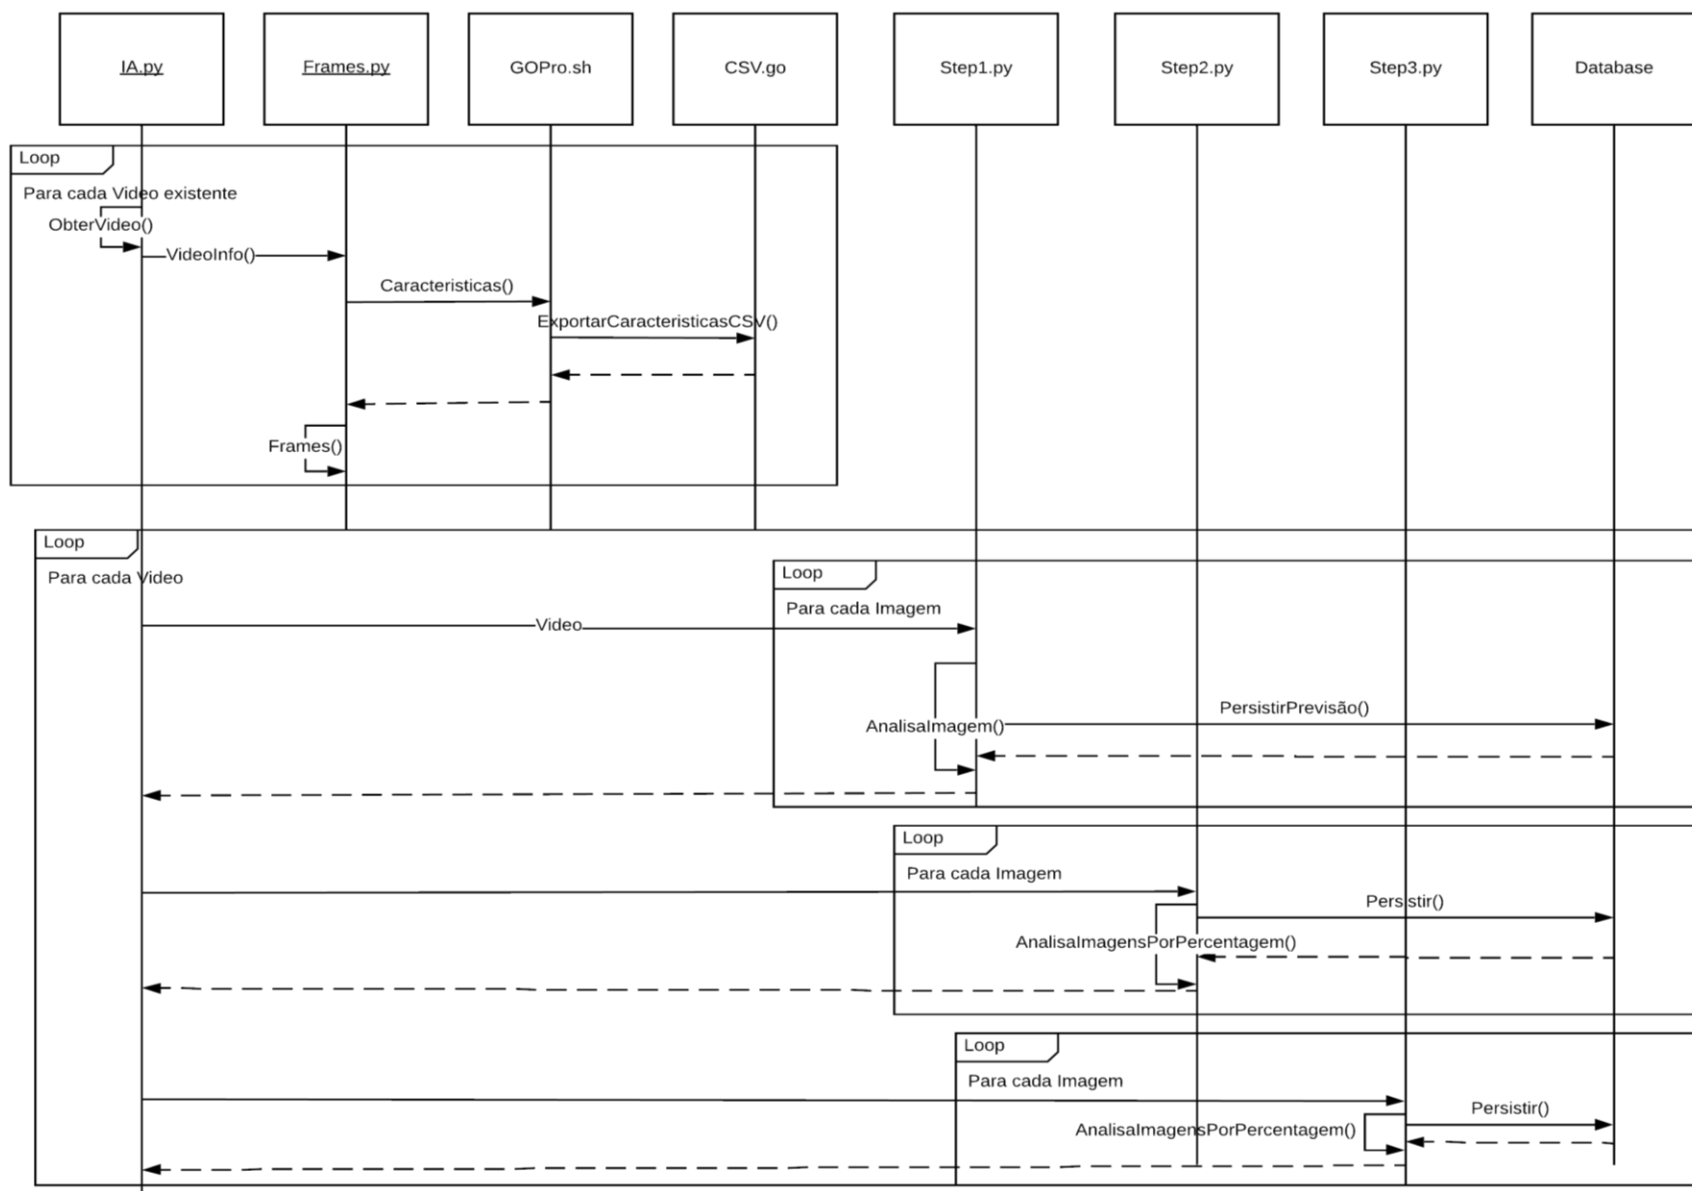 IA.py
Frames.py
GOPro.sh
CSV.go
Step1.py
Step2.py
Step3.py
Database
Loop
Para cada Video existente
ObterVideo()
VideoInfo()
Caracteristicas()
ExportarCaracteristicasCSV()
Frames()
Loop
Para cada Video
Loop
Para cada Imagem
Video
PersistirPrevisão()
AnalisaImagem()
Loop
Para cada Imagem
Persistir()
AnalisaImagensPorPercentagem()
Loop
Para cada Imagem
Persistir()
AnalisaImagensPorPercentagem()